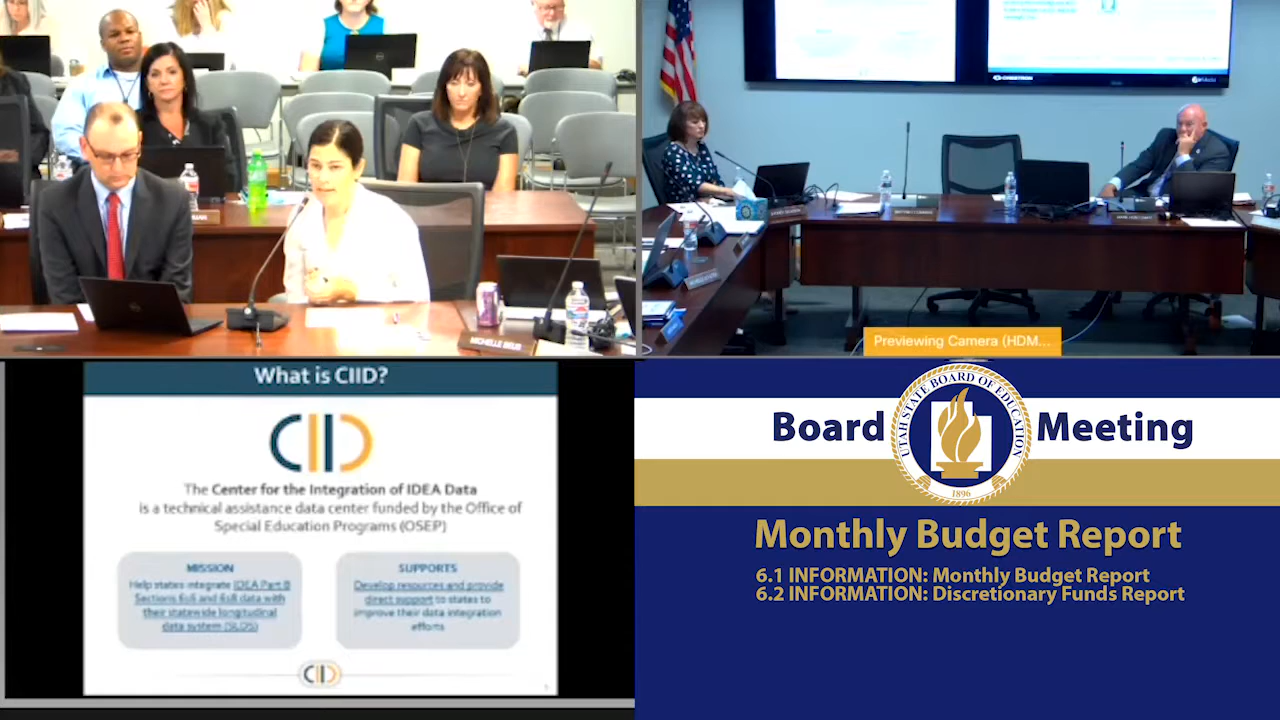 MICHELLE
CRESTRON
Previewing Camera (HDM...
What is CIID?
CIID
The Center for the Integration of IDEA Data
is a technical assistance data center funded by the Office of
Special Education Programs (OSEP)
MISSION
Help states integrate IDEA Part B
Sections 616 and 618 data with
their statewide longitudinal
data system (SLDS)
SUPPORTS
Develop resources and provide
direct support to states to
improve their data integration
efforts
CIID
Board Meeting
UTAH STATE BOARD OF EDUCATION
1896
Monthly Budget Report
6.1 INFORMATION: Monthly Budget Report
6.2 INFORMATION: Discretionary Funds Report